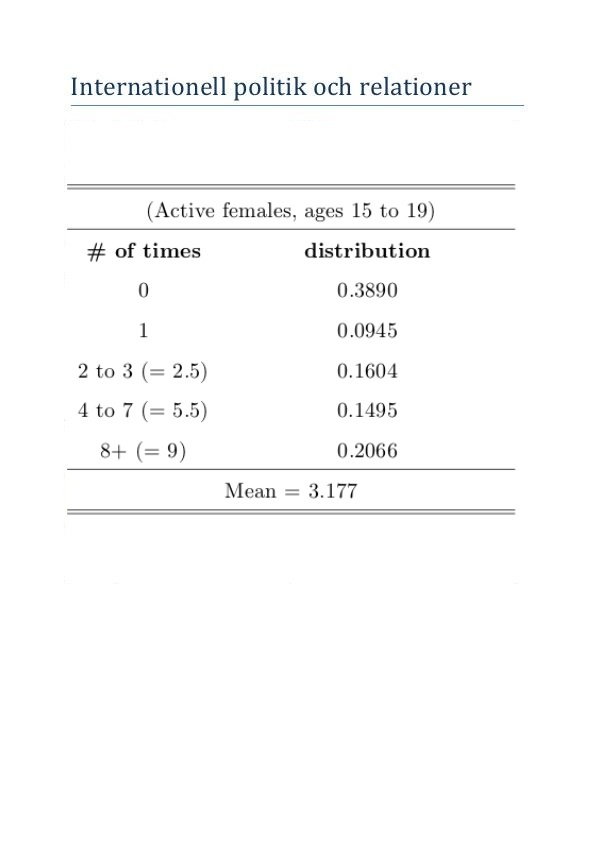 Internationell politik och relationer
(Active females, ages 15 to 19)
# of times distribution
0 0.3890
1 0.0945
2 to 3 (= 2.5) 0.1604
4 to 7 (= 5.5) 0.1495
8+ (= 9) 0.2066
Mean = 3.177